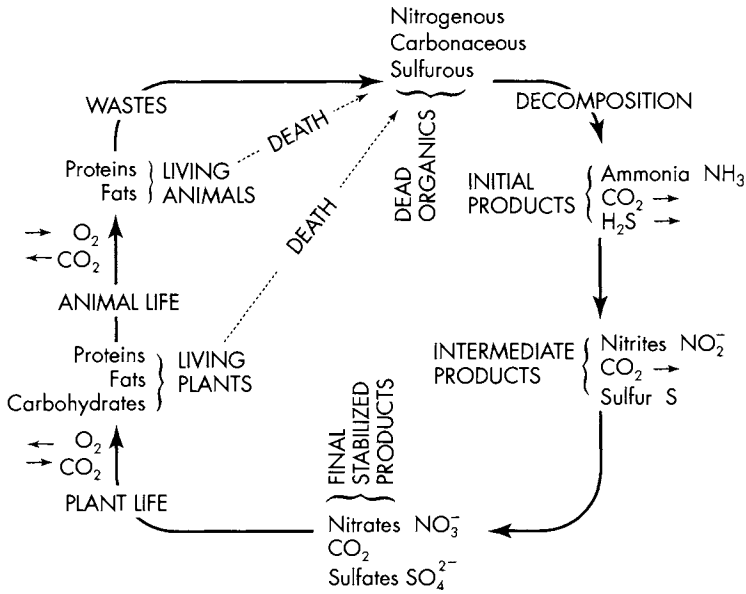 Nitrogenous
Carbonaceous
Sulfurous
WASTES
DECOMPOSITION
DEATH
DEAD
ORGANICS
Proteins
Fats
LIVING
ANIMALS
INITIAL
PRODUCTS
Ammonia NH₃
CO₂ →
H₂S →
DEATH
→ O₂
← CO₂
ANIMAL LIFE
Proteins
Fats
Carbohydrates
LIVING
PLANTS
INTERMEDIATE
PRODUCTS
Nitrites NO₂⁻
CO₂ →
Sulfur S
← O₂
→ CO₂
PLANT LIFE
FINAL
STABILIZED
PRODUCTS
Nitrates NO₃⁻
CO₂
Sulfates SO₄²⁻